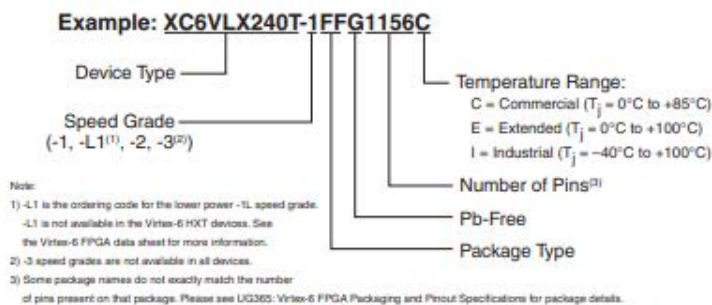 Example: XC6VLX240T-1FFG1156C
Device Type
Speed Grade
(-1, -L1(1), -2, -3(2))
Temperature Range:
C = Commercial (Tj = 0°C to +85°C)
E = Extended (Tj = 0°C to +100°C)
I = Industrial (Tj = −40°C to +100°C)
Number of Pins(3)
Pb-Free
Package Type
Note:
1) -L1 is the ordering code for the lower power -1L speed grade.
-L1 is not available in the Virtex-6 HXT devices. See
the Virtex-6 FPGA data sheet for more information.
2) -3 speed grades are not available in all devices.
3) Some package names do not exactly match the number
of pins present on that package. Please see UG365: Virtex-6 FPGA Packaging and Pinout Specifications for package details.